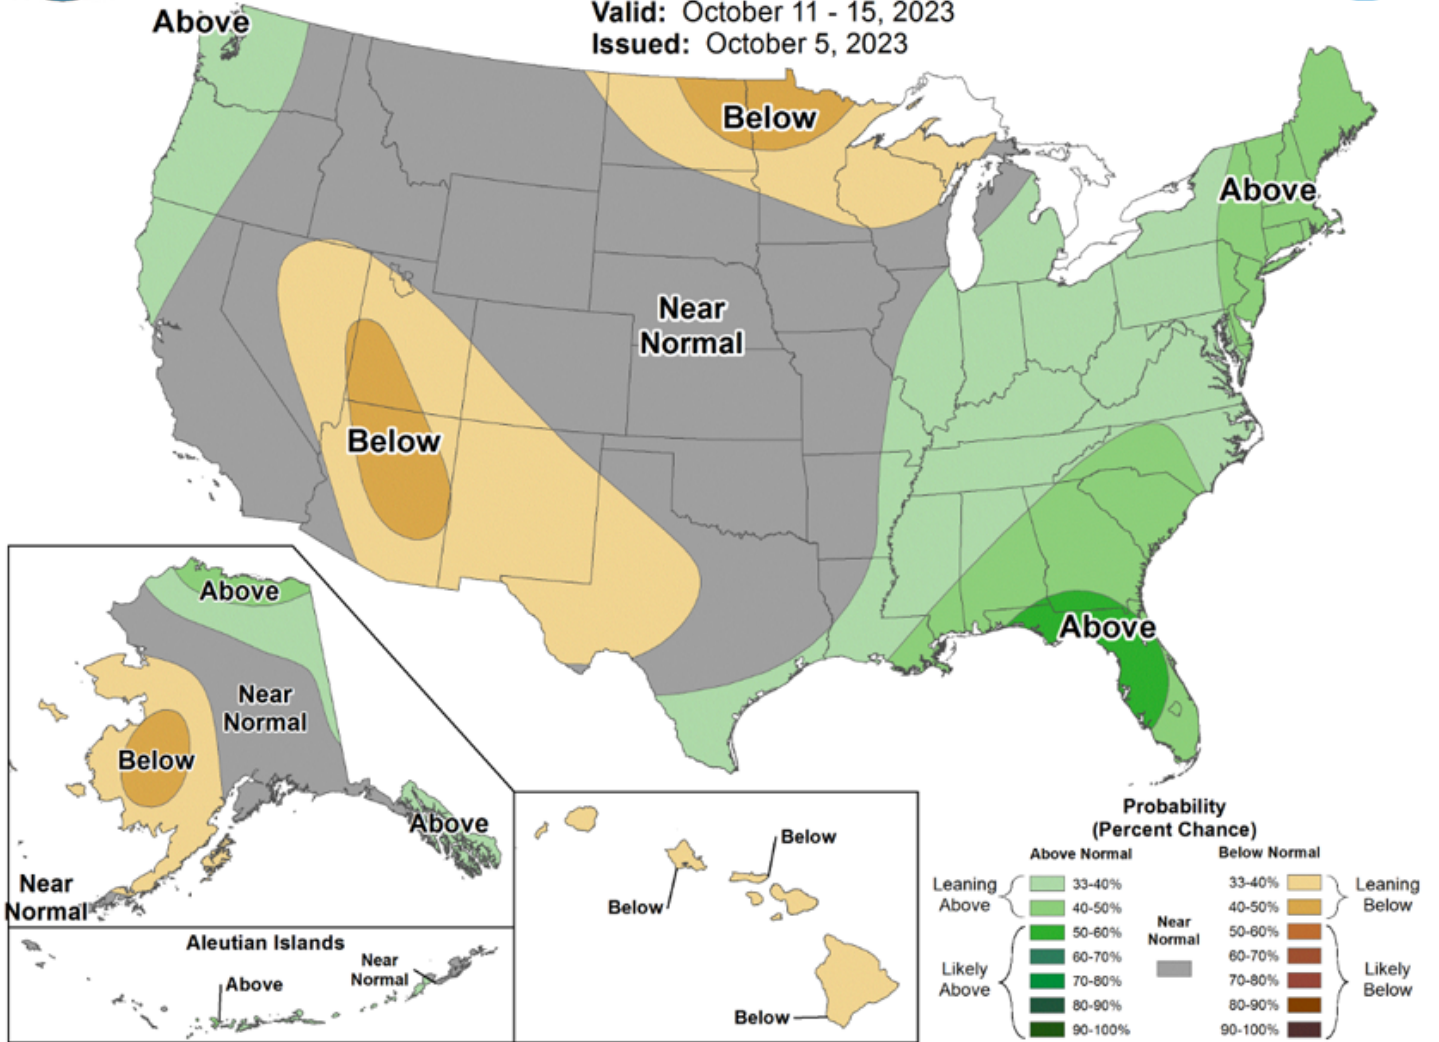 Valid: October 11 - 15, 2023
Issued: October 5, 2023
Above
Below
Above
Near
Normal
Below
Above
Above
Near
Normal
Below
Above
Near
Normal
Aleutian Islands
Above
Near
Normal
Below
Below
Below
Probability
(Percent Chance)
Above Normal
Below Normal
Leaning
Above
33-40%
40-50%
50-60%
60-70%
70-80%
80-90%
90-100%
Likely
Above
Near
Normal
33-40%
40-50%
50-60%
60-70%
70-80%
80-90%
90-100%
Leaning
Below
Likely
Below